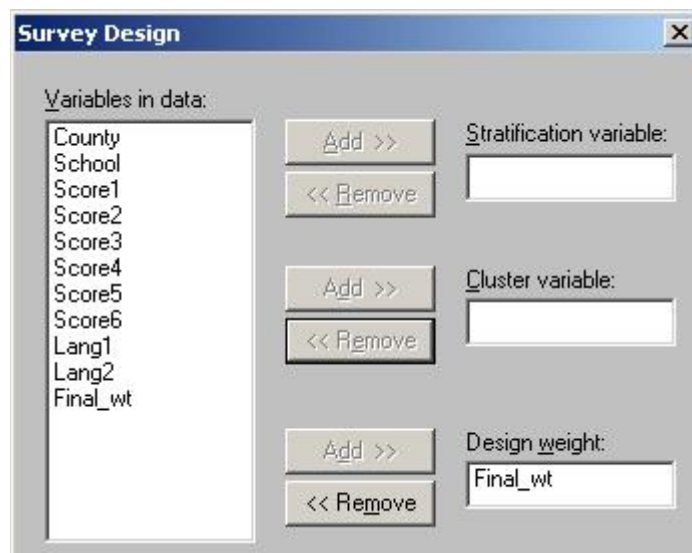 Survey Design
Variables in data:
County
School
Score1
Score2
Score3
Score4
Score5
Score6
Lang1
Lang2
Final_wt
Add >>
<< Remove
Stratification variable:
Add >>
<< Remove
Cluster variable:
Add >>
<< Remove
Design weight:
Final_wt